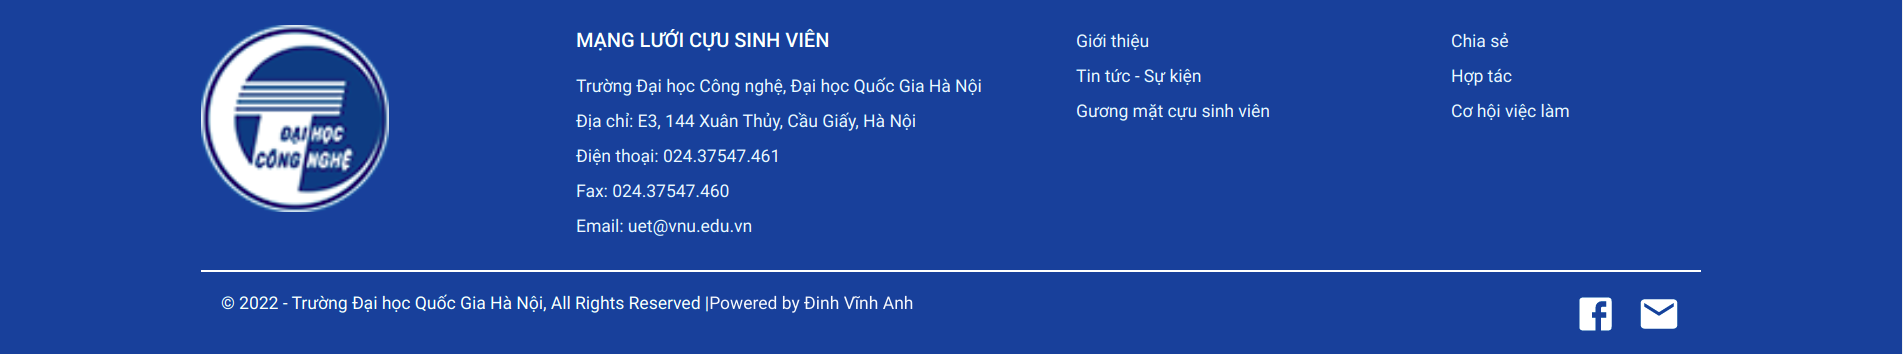 ĐẠI HỌC
CÔNG NGHỆ
MẠNG LƯỚI CỰU SINH VIÊN
Trường Đại học Công nghệ, Đại học Quốc Gia Hà Nội
Địa chỉ: E3, 144 Xuân Thủy, Cầu Giấy, Hà Nội
Điện thoại: 024.37547.461
Fax: 024.37547.460
Email: uet@vnu.edu.vn
Giới thiệu
Tin tức - Sự kiện
Gương mặt cựu sinh viên
Chia sẻ
Hợp tác
Cơ hội việc làm
© 2022 - Trường Đại học Quốc Gia Hà Nội, All Rights Reserved |Powered by Đinh Vĩnh Anh